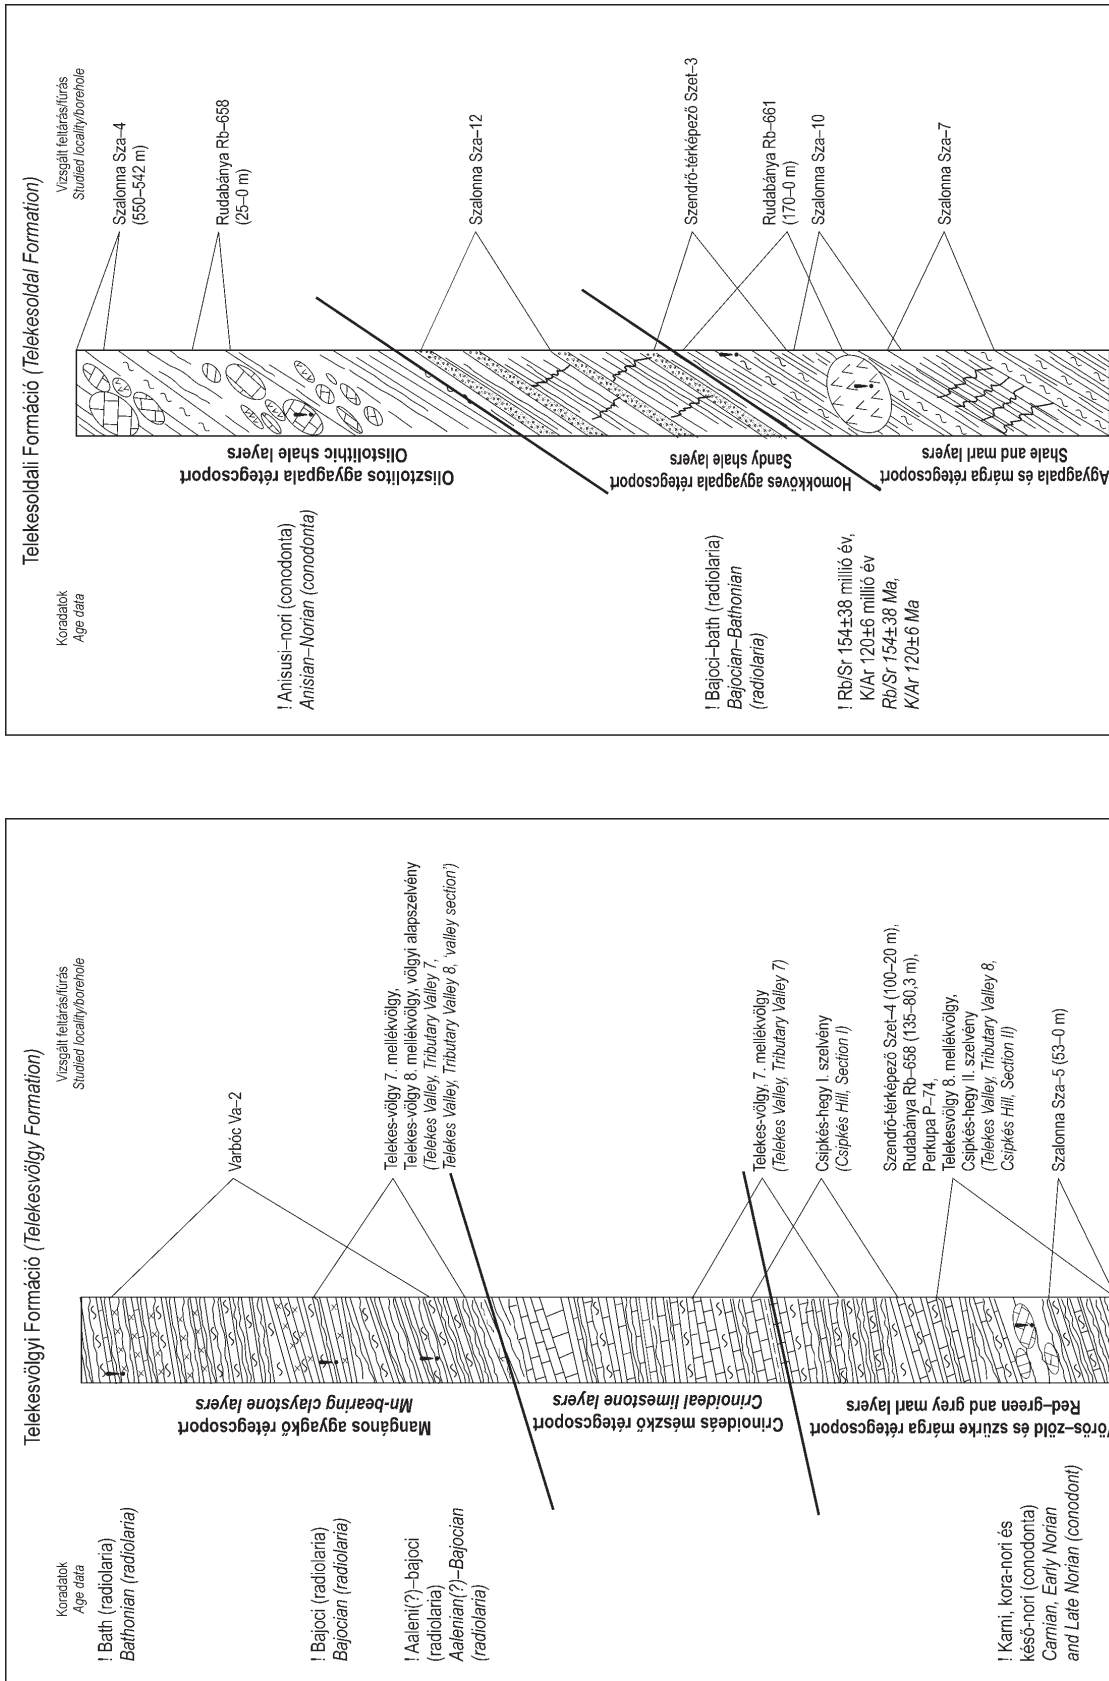 Telekesvölgyi Formáció (Telekesvölgy Formation)
Koradatok
Age data
Vizsgált feltárás/fúrás
Studied locality/borehole
! Bath (radiolaria)
Bathonian (radiolaria)
! Bajoci (radiolaria)
Bajocian (radiolaria)
! Aaleni(?)–bajoci
(radiolaria)
Aalenian(?)–Bajocian
(radiolaria)
! Karni, kora-nori és
késő-nori (conodonta)
Carnian, Early Norian
and Late Norian (conodont)
Mangános agyagkő rétegcsoport
Mn-bearing claystone layers
Crinoideás mészkő rétegcsoport
Crinoideal limestone layers
Vörös–zöld és szürke márga rétegcsoport
Red–green and grey marl layers
Varbóc Va–2
Telekes-völgy 7. mellékvölgy,
Telekes-völgy 8. mellékvölgy, völgyi alapszelvény
(Telekes Valley, Tributary Valley 7,
Telekes Valley, Tributary Valley 8, 'valley section')
Telekes-völgy, 7. mellékvölgy
(Telekes Valley, Tributary Valley 7)
Csipkés-hegy I. szelvény
(Csipkés Hill, Section I)
Szendrő-térképező Szet–4 (100–20 m),
Rudabánya Rb–658 (135–80,3 m),
Perkupa P–74,
Telekesvölgy 8. mellékvölgy,
Csipkés-hegy II. szelvény
(Telekes Valley, Tributary Valley 8,
Csipkés Hill, Section II)
Szalonna Sza–5 (53–0 m)
Telekesoldali Formáció (Telekesoldal Formation)
Koradatok
Age data
Vizsgált feltárás/fúrás
Studied locality/borehole
! Anisusi–nori (conodonta)
Anisian–Norian (conodonta)
! Bajoci–bath (radiolaria)
Bajocian–Bathonian
(radiolaria)
! Rb/Sr 154±38 millió év,
K/Ar 120±6 millió év
Rb/Sr 154±38 Ma,
K/Ar 120±6 Ma
Olisztolitos agyagpala rétegcsoport
Olistolithic shale layers
Homokköves agyagpala rétegcsoport
Sandy shale layers
Agyagpala és márga rétegcsoport
Shale and marl layers
Szalonna Sza–4
(550–542 m)
Rudabánya Rb–658
(25–0 m)
Szalonna Sza–12
Szendrő-térképező Szet–3
Rudabánya Rb–661
(170–0 m)
Szalonna Sza–10
Szalonna Sza–7